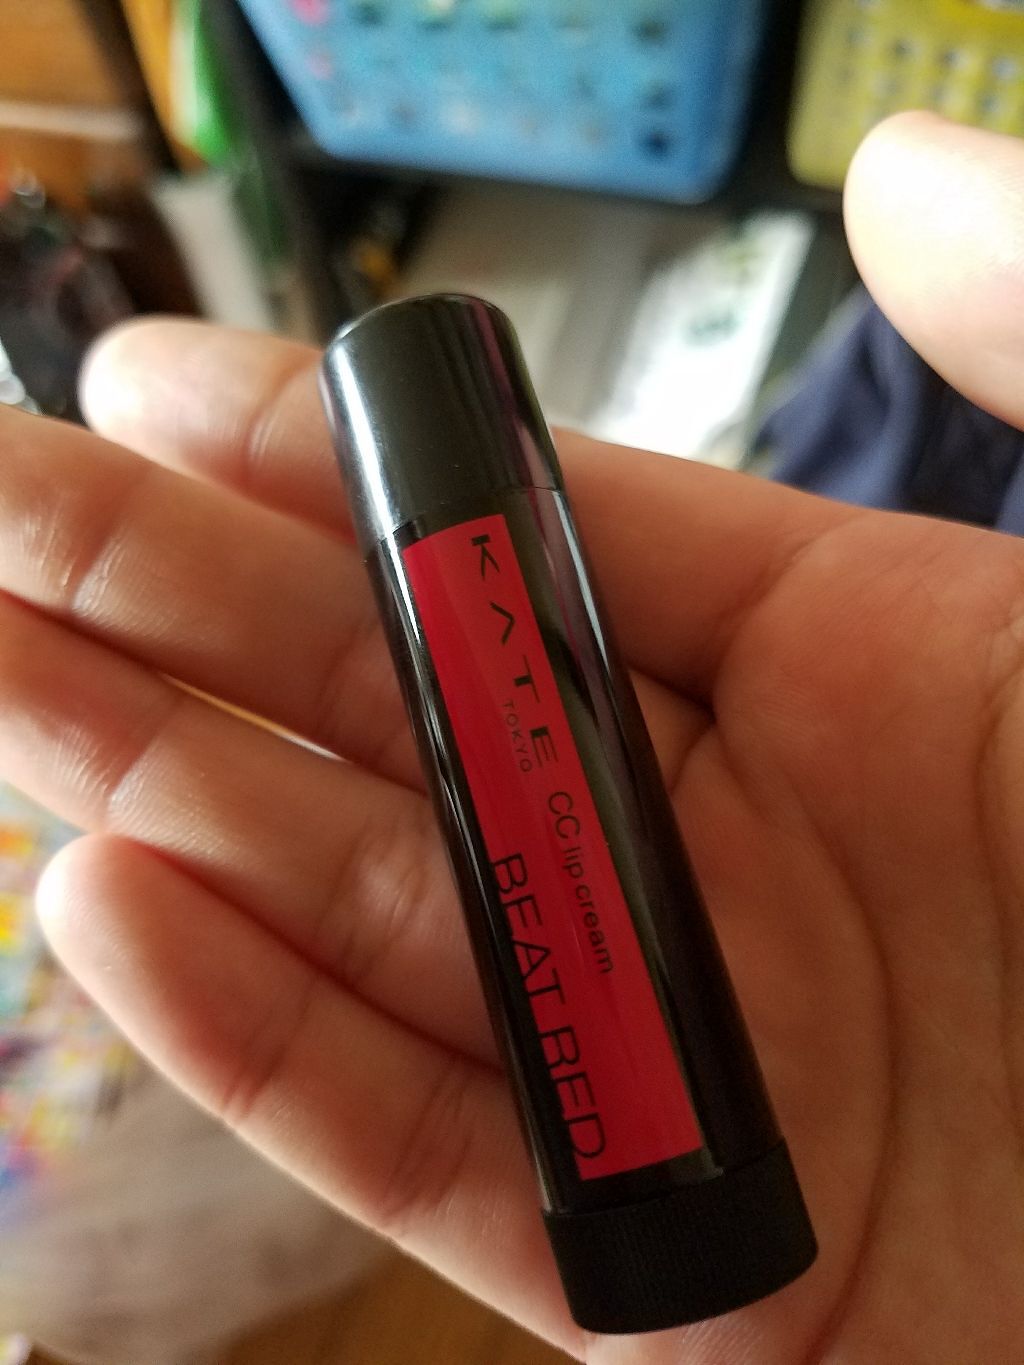 KATE
TOKYO
CC lip cream
BEAT RED